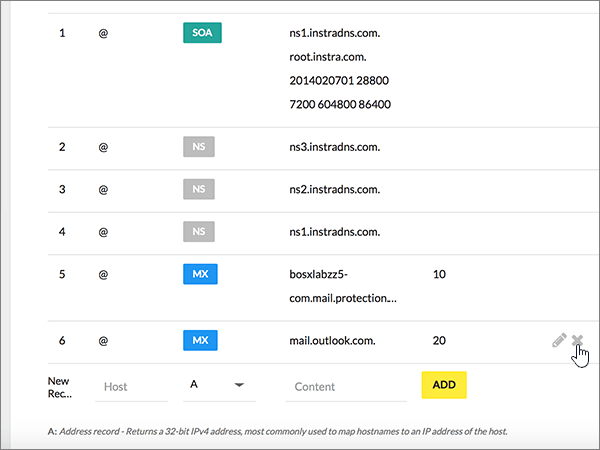 1 @ SOA ns1.instradns.com.
root.instra.com.
2014020701 28800
7200 604800 86400
2 @ NS ns3.instradns.com.
3 @ NS ns2.instradns.com.
4 @ NS ns1.instradns.com.
5 @ MX bosxlabzz5- 10
com.mail.protection....
6 @ MX mail.outlook.com. 20
New
Rec... Host A Content ADD
A: Address record - Returns a 32-bit IPv4 address, most commonly used to map hostnames to an IP address of the host.